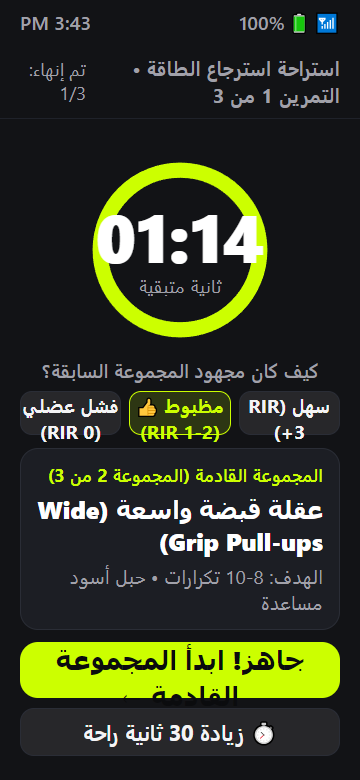 3:43 PM
100%
استراحة استرجاع الطاقة •
التمرين 1 من 3
تم إنهاء:
1/3
01:14
ثانية متبقية
كيف كان مجهود المجموعة السابقة؟
سهل (RIR
3+)
مظبوط 👍
(RIR 1-2)
فشل عضلي
(RIR 0)
المجموعة القادمة (المجموعة 2 من 3)
عقلة قبضة واسعة (Wide
Grip Pull-ups)
الهدف: 8-10 تكرارات • حبل أسود
مساعدة
جاهز! ابدأ المجموعة
القادمة ←
⏱️ زيادة 30 ثانية راحة